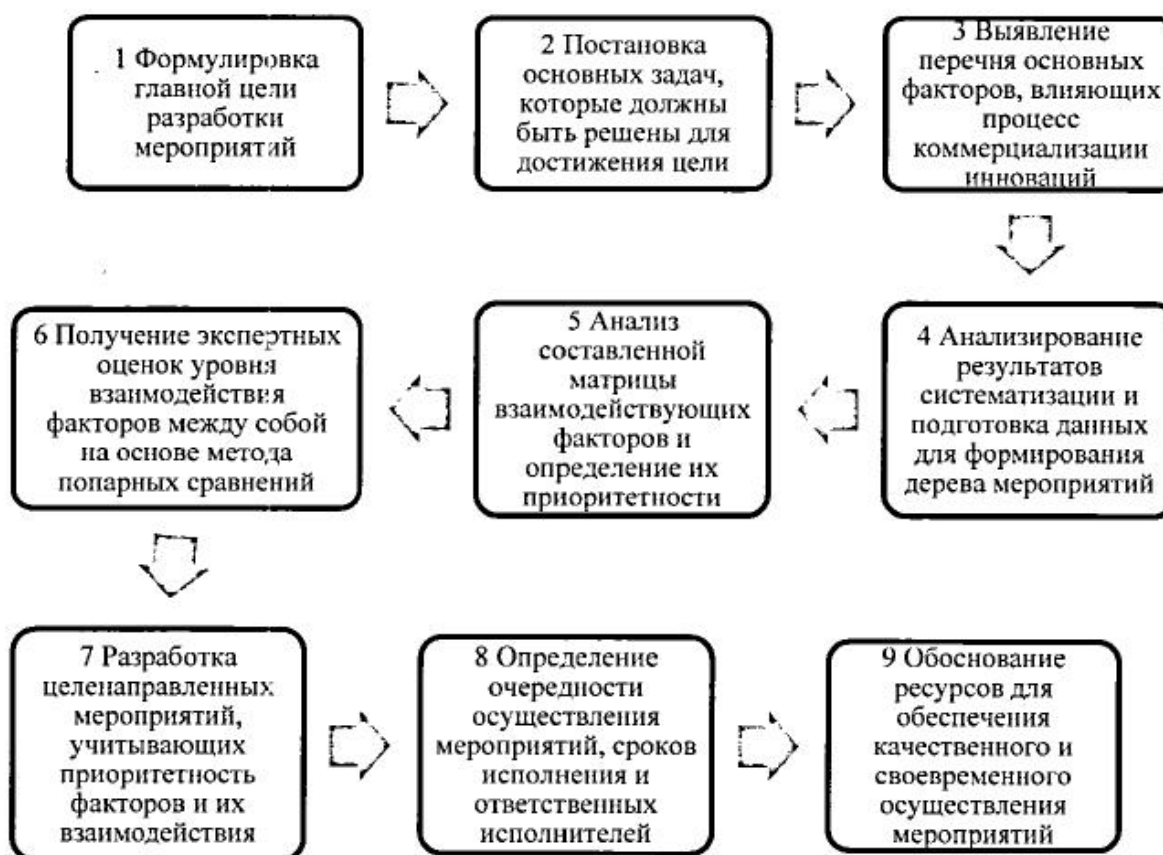 1 Формулировка
главной цели
разработки
мероприятий
2 Постановка
основных задач,
которые должны
быть решены для
достижения цели
3 Выявление
перечня основных
факторов, влияющих
процесс
коммерциализации
инноваций
4 Анализирование
результатов
систематизации и
подготовка данных
для формирования
дерева мероприятий
5 Анализ
составленной
матрицы
взаимодействующих
факторов и
определение их
приоритетности
6 Получение экспертных
оценок уровня
взаимодействия
факторов между собой
на основе метода
попарных сравнений
7 Разработка
целенаправленных
мероприятий,
учитывающих
приоритетность
факторов и их
взаимодействия
8 Определение
очередности
осуществления
мероприятий, сроков
исполнения и
ответственных
исполнителей
9 Обоснование
ресурсов для
обеспечения
качественного и
своевременного
осуществления
мероприятий